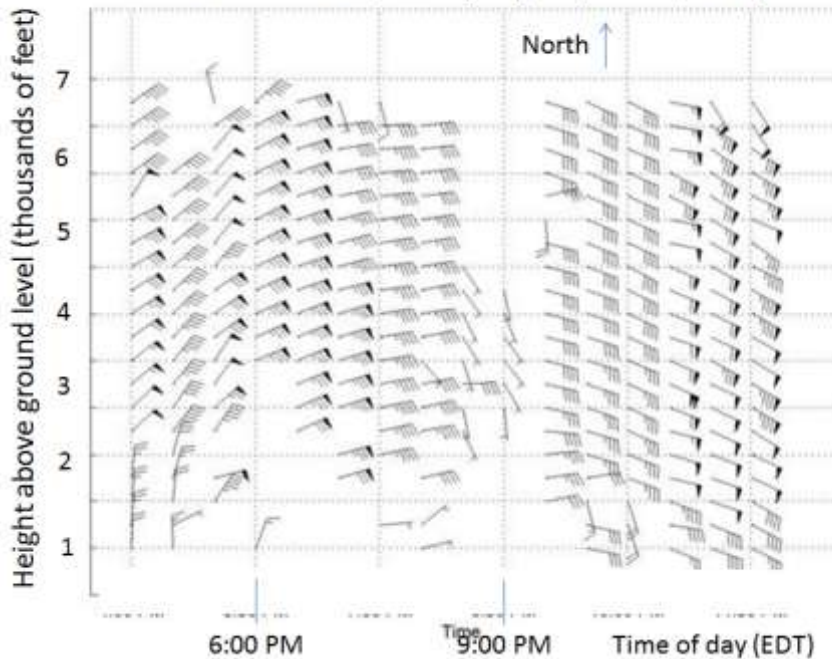 North
Height above ground level (thousands of feet)
7
6
5
4
3
2
1
Time
6:00 PM
9:00 PM
Time of day (EDT)